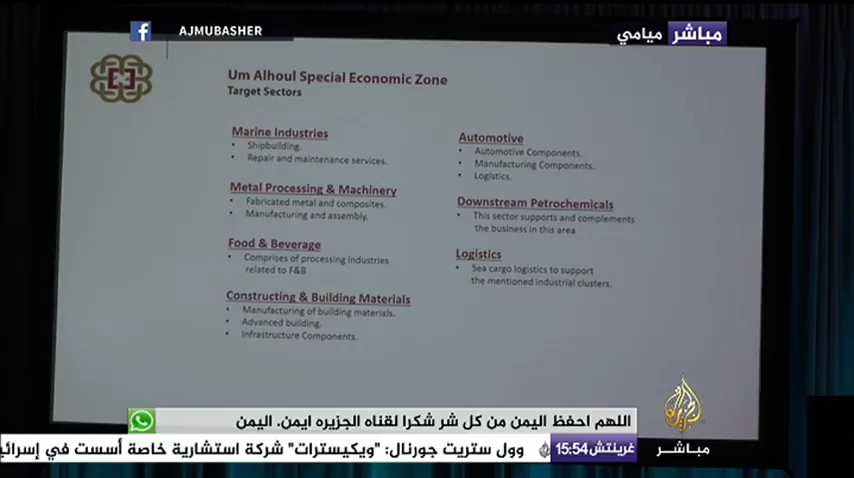 AJMUBASHER
مباشر ميامي
Um Alhoul Special Economic Zone
Target Sectors
Marine Industries
• Shipbuilding.
• Repair and maintenance services.
Metal Processing & Machinery
• Fabricated metal and composites.
• Manufacturing and assembly.
Food & Beverage
• Comprises of processing industries
related to F&B
Constructing & Building Materials
• Manufacturing of building materials.
• Advanced building.
• Infrastructure Components.
Automotive
• Automotive Components.
• Manufacturing Components.
• Logistics.
Downstream Petrochemicals
• This sector supports and complements
the business in this area
Logistics
• Sea cargo logistics to support
the mentioned industrial clusters.
الجزيرة
مباشر
اللهم احفظ اليمن من كل شر شكرا لقناه الجزيره ايمن. اليمن
غرينتش 15:54
وول ستريت جورنال: "ويكيسترات" شركة استشارية خاصة أسست في